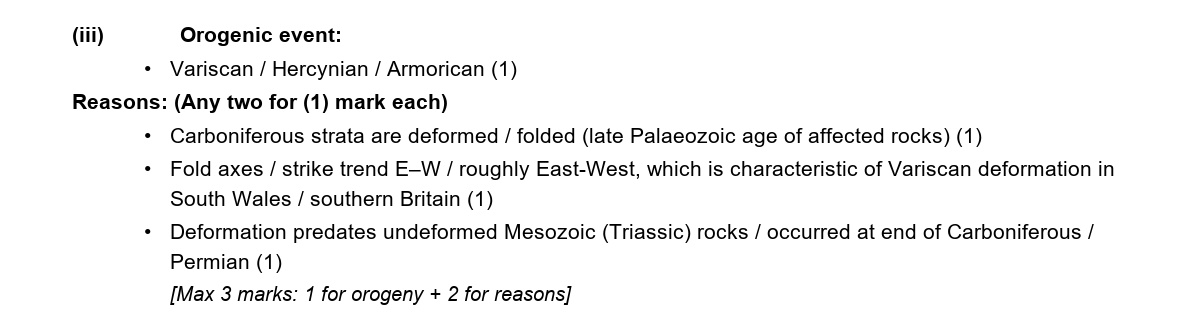 (iii) Orogenic event:
• Variscan / Hercynian / Armorican (1)
Reasons: (Any two for (1) mark each)
• Carboniferous strata are deformed / folded (late Palaeozoic age of affected rocks) (1)
• Fold axes / strike trend E–W / roughly East-West, which is characteristic of Variscan deformation in
South Wales / southern Britain (1)
• Deformation predates undeformed Mesozoic (Triassic) rocks / occurred at end of Carboniferous /
Permian (1)
[Max 3 marks: 1 for orogeny + 2 for reasons]